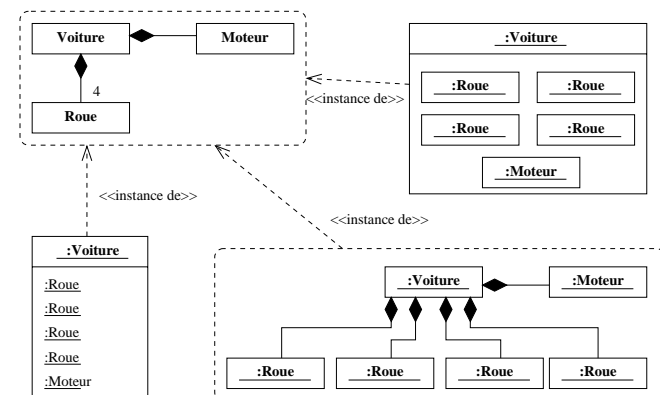 Voiture
Moteur
4
Roue
<<instance de>>
:Voiture
:Roue
:Roue
:Roue
:Roue
:Moteur
<<instance de>>
<<instance de>>
:Voiture
:Roue
:Roue
:Roue
:Roue
:Moteur
:Voiture
:Moteur
:Roue
:Roue
:Roue
:Roue